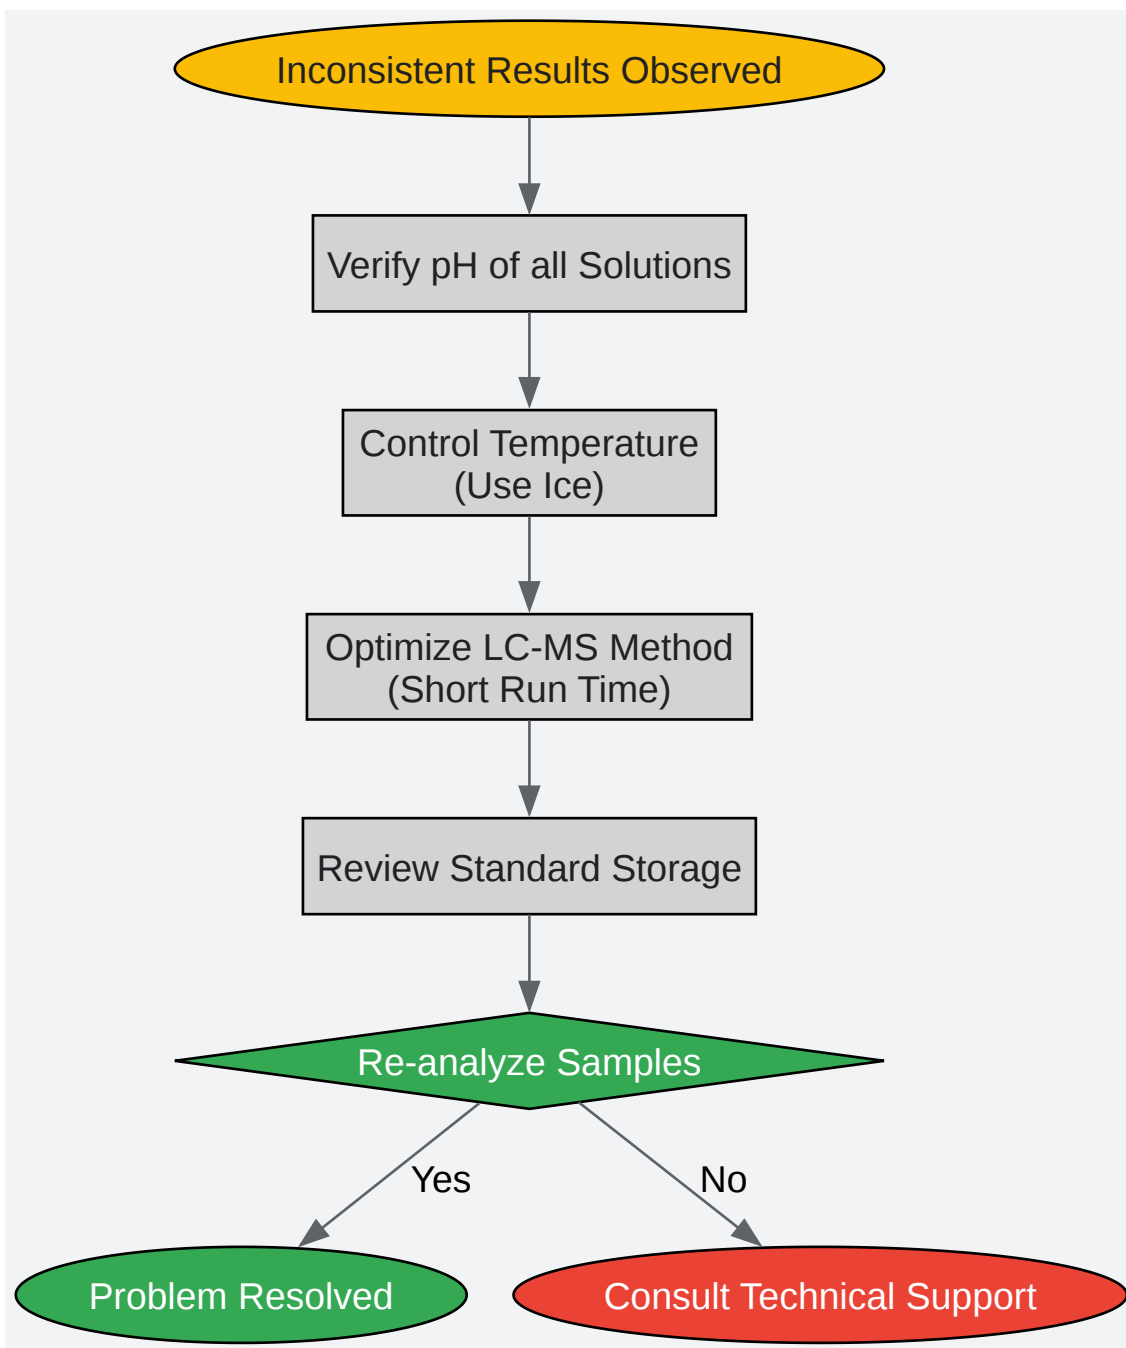 Inconsistent Results Observed
Verify pH of all Solutions
Control Temperature
(Use Ice)
Optimize LC-MS Method
(Short Run Time)
Review Standard Storage
Re-analyze Samples
Yes
No
Problem Resolved
Consult Technical Support